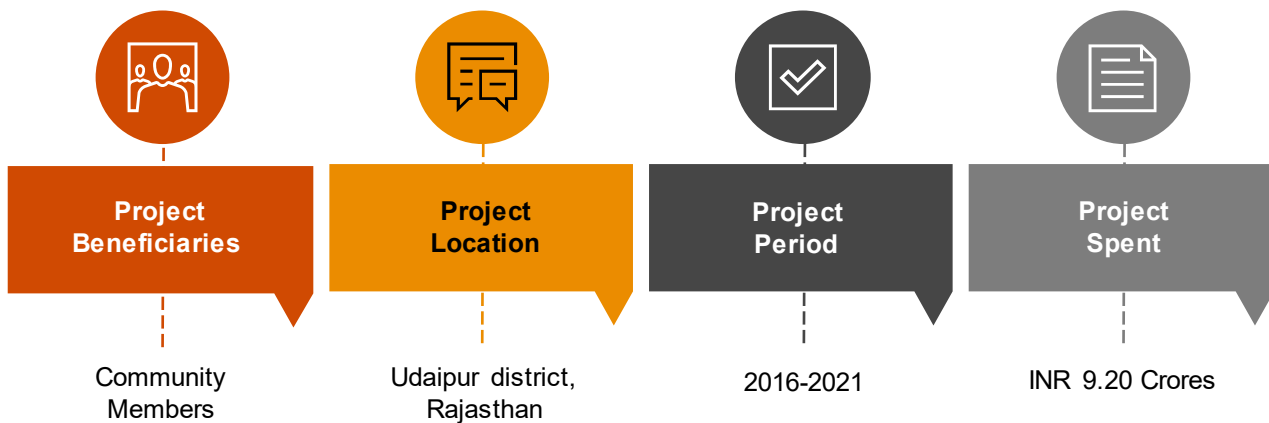 Project
Beneficiaries
Project
Location
Project
Period
Project
Spent
Community
Members
Udaipur district,
Rajasthan
2016-2021
INR 9.20 Crores